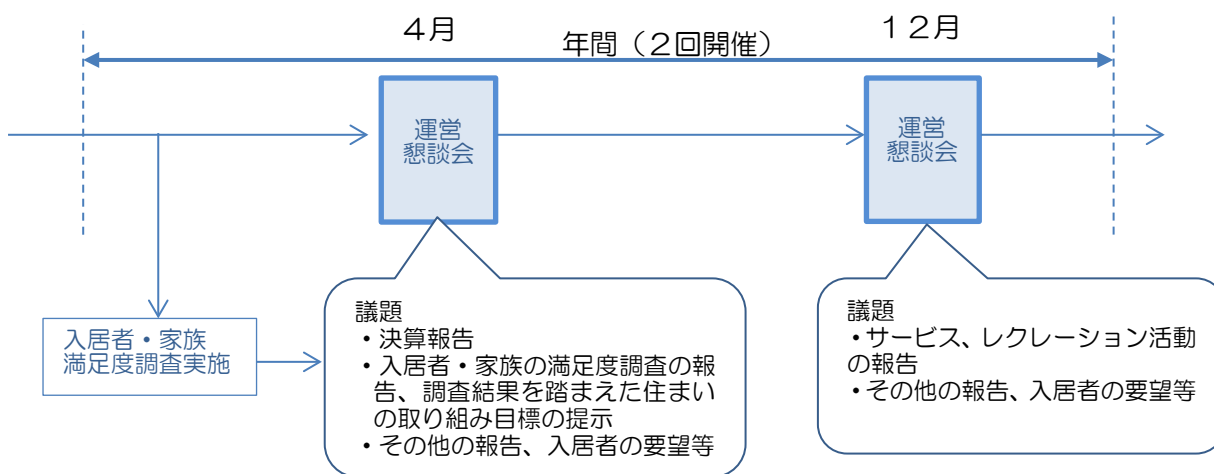 4月
年間（２回開催）
１２月
運営
懇談会
運営
懇談会
入居者・家族
満足度調査実施
議題
・決算報告
・入居者・家族の満足度調査の報
告、調査結果を踏まえた住まい
の取り組み目標の提示
・その他の報告、入居者の要望等
議題
・サービス、レクレーション活動
の報告
・その他の報告、入居者の要望等